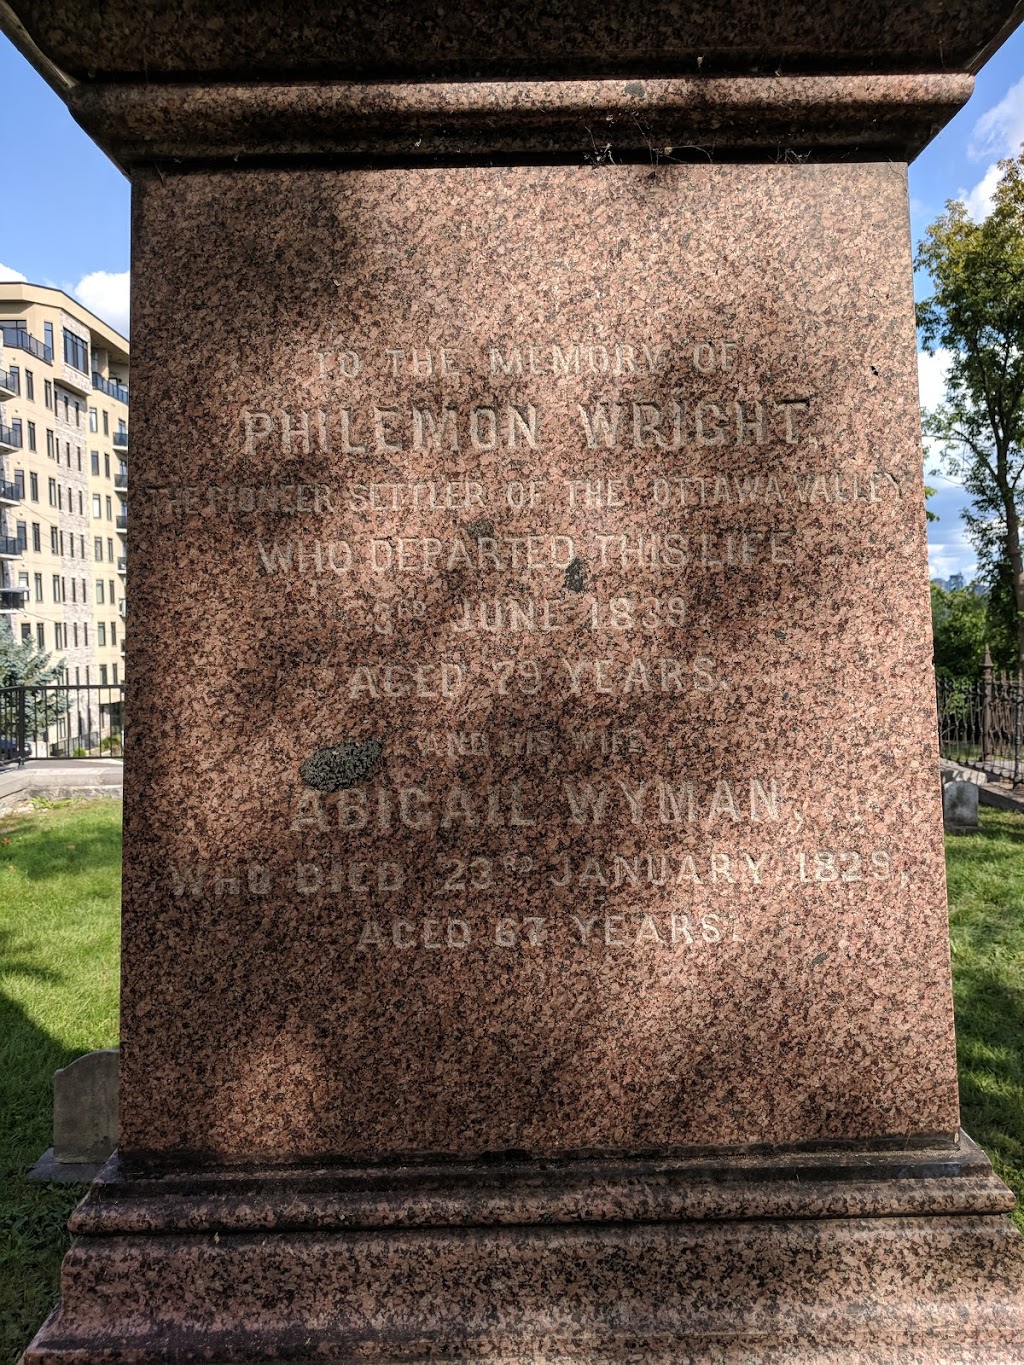 TO THE MEMORY OF
PHILEMON WRIGHT,
THE PIONEER SETTLER OF THE OTTAWA VALLEY
WHO DEPARTED THIS LIFE
JUNE 1839
AGED 79 YEARS.
AND HIS WIFE
ABIGAIL WYMAN,
WHO DIED 23RD JANUARY 1829,
AGED 67 YEARS.